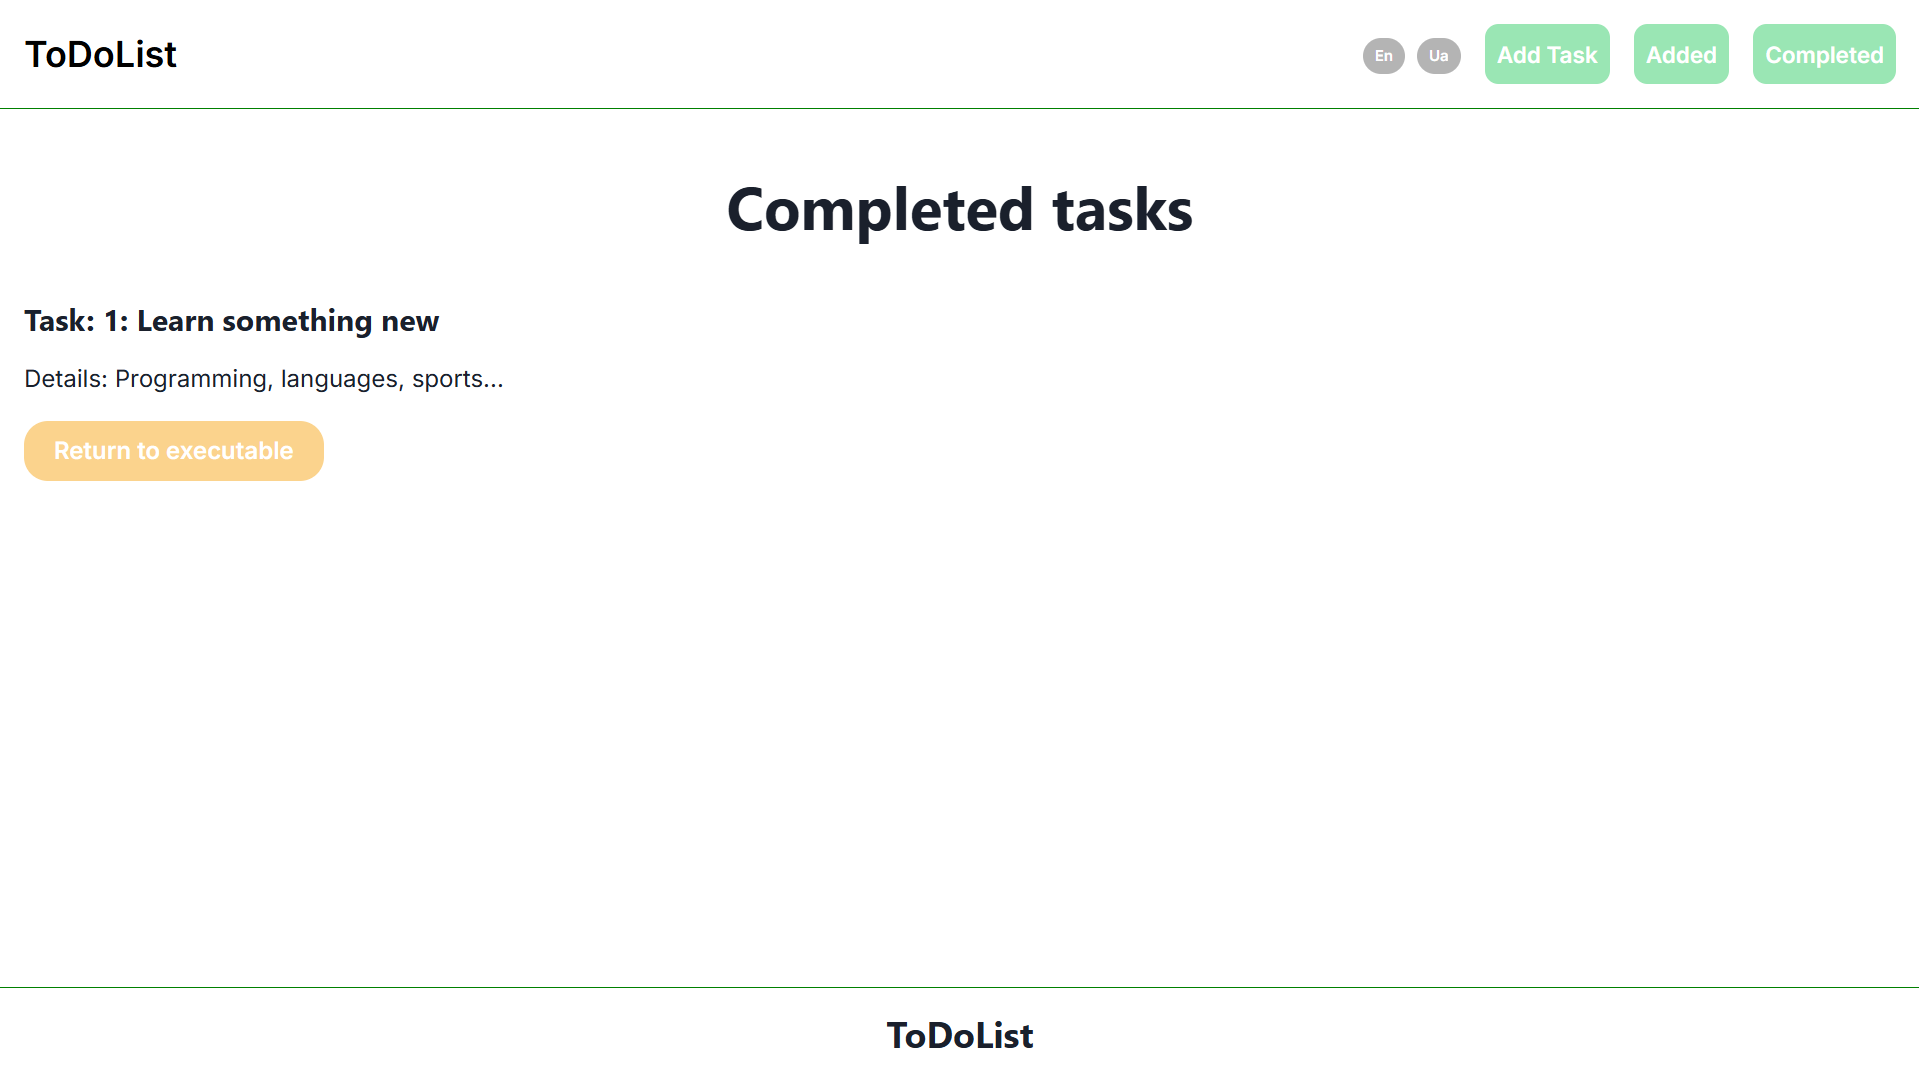 ToDoList
En
Ua
Add Task
Added
Completed
Completed tasks
Task: 1: Learn something new
Details: Programming, languages, sports...
Return to executable
ToDoList